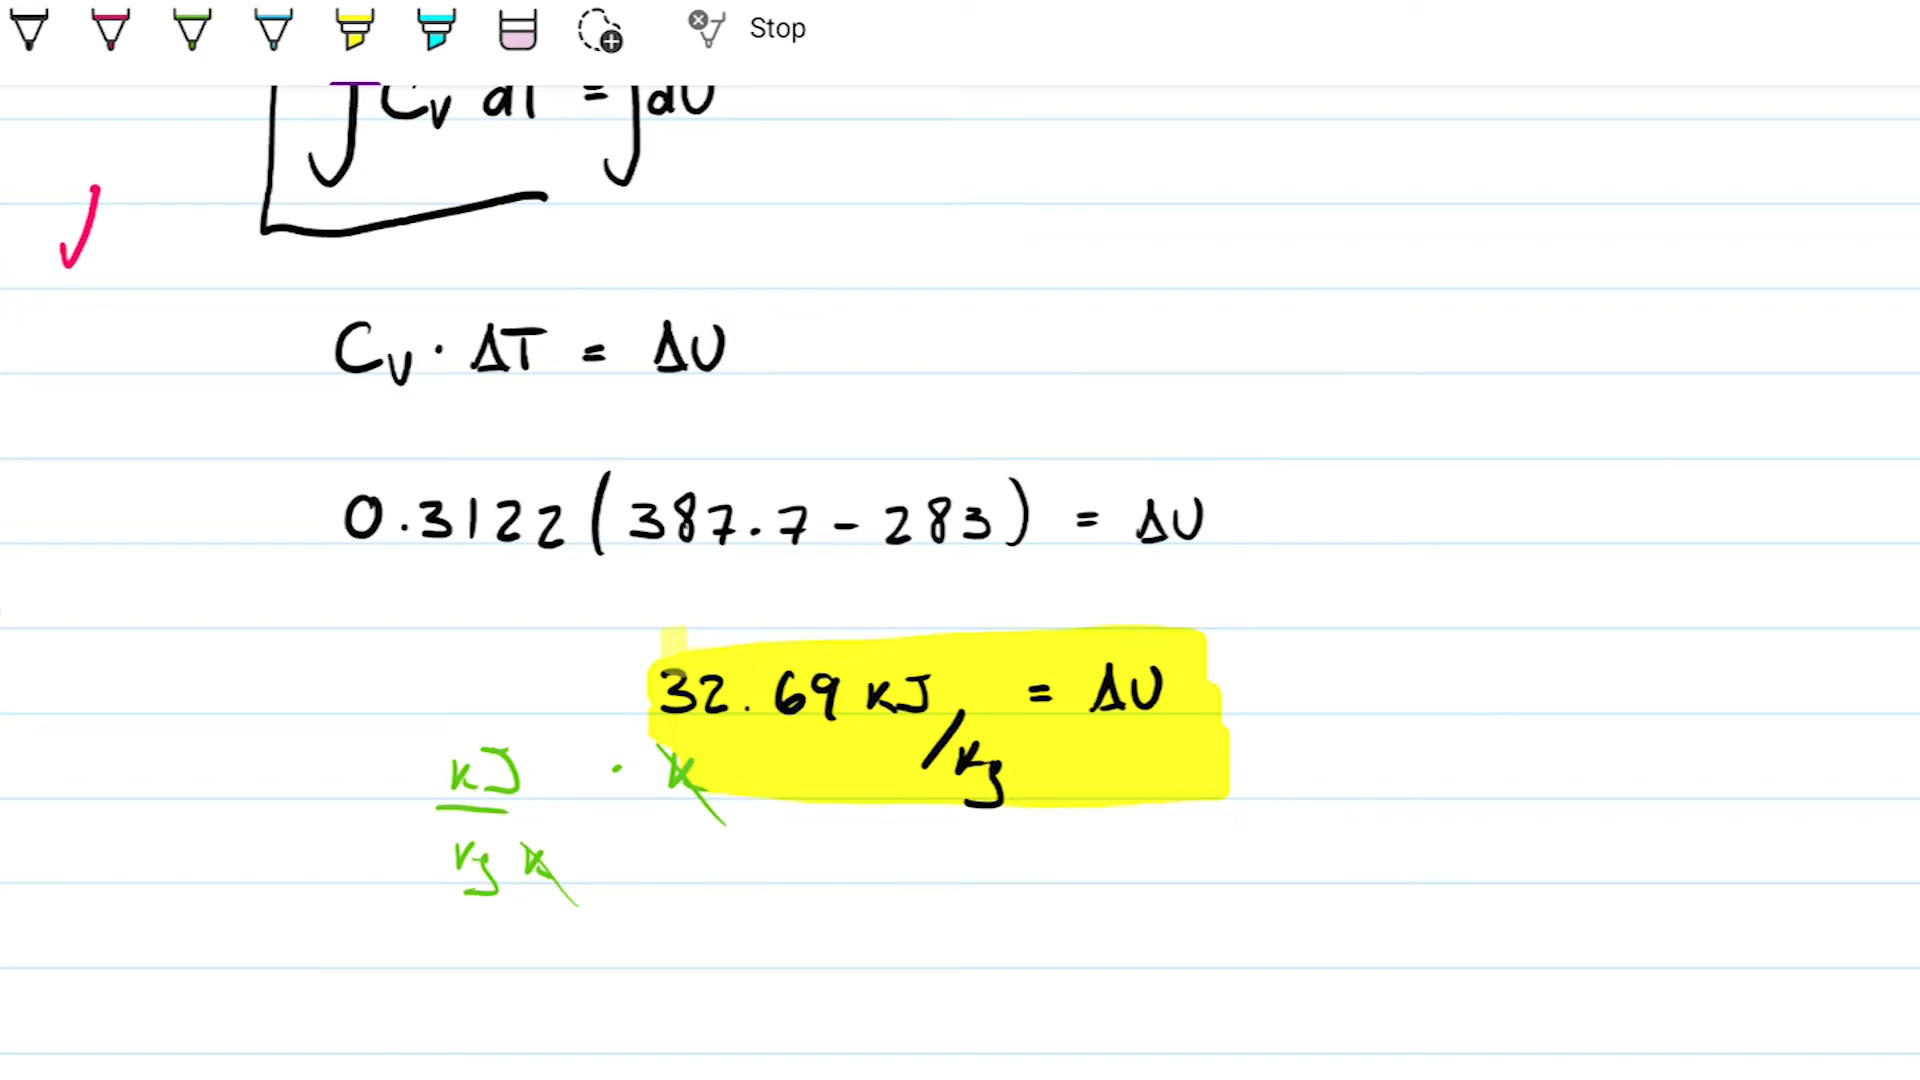 Stop
∫ Cv dT = ∫ dU
Cv · ΔT = ΔU
0.3122 (387.7 - 283) = ΔU
32.69 kJ/kg = ΔU
kJ · K
kg K